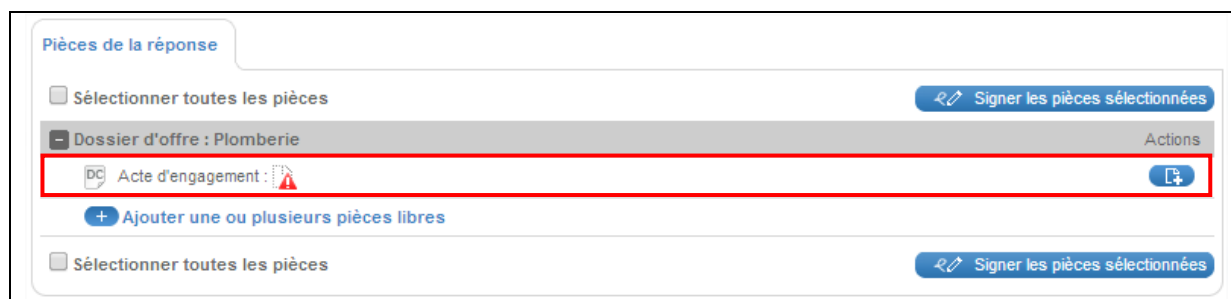 Pièces de la réponse
Sélectionner toutes les pièces
Signer les pièces sélectionnées
Dossier d'offre : Plomberie
Actions
DC Acte d'engagement :
Ajouter une ou plusieurs pièces libres
Sélectionner toutes les pièces
Signer les pièces sélectionnées